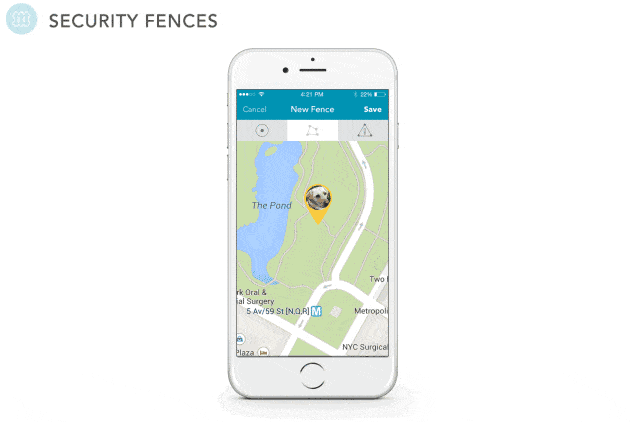 SECURITY FENCES
4:21 PM
22%
Cancel
New Fence
Save
The Pond
Two
rk Oral &
ial Surgery
5 Av/59 St [N,Q,R]
M
Metropoli
NYC Surgical
Plaza